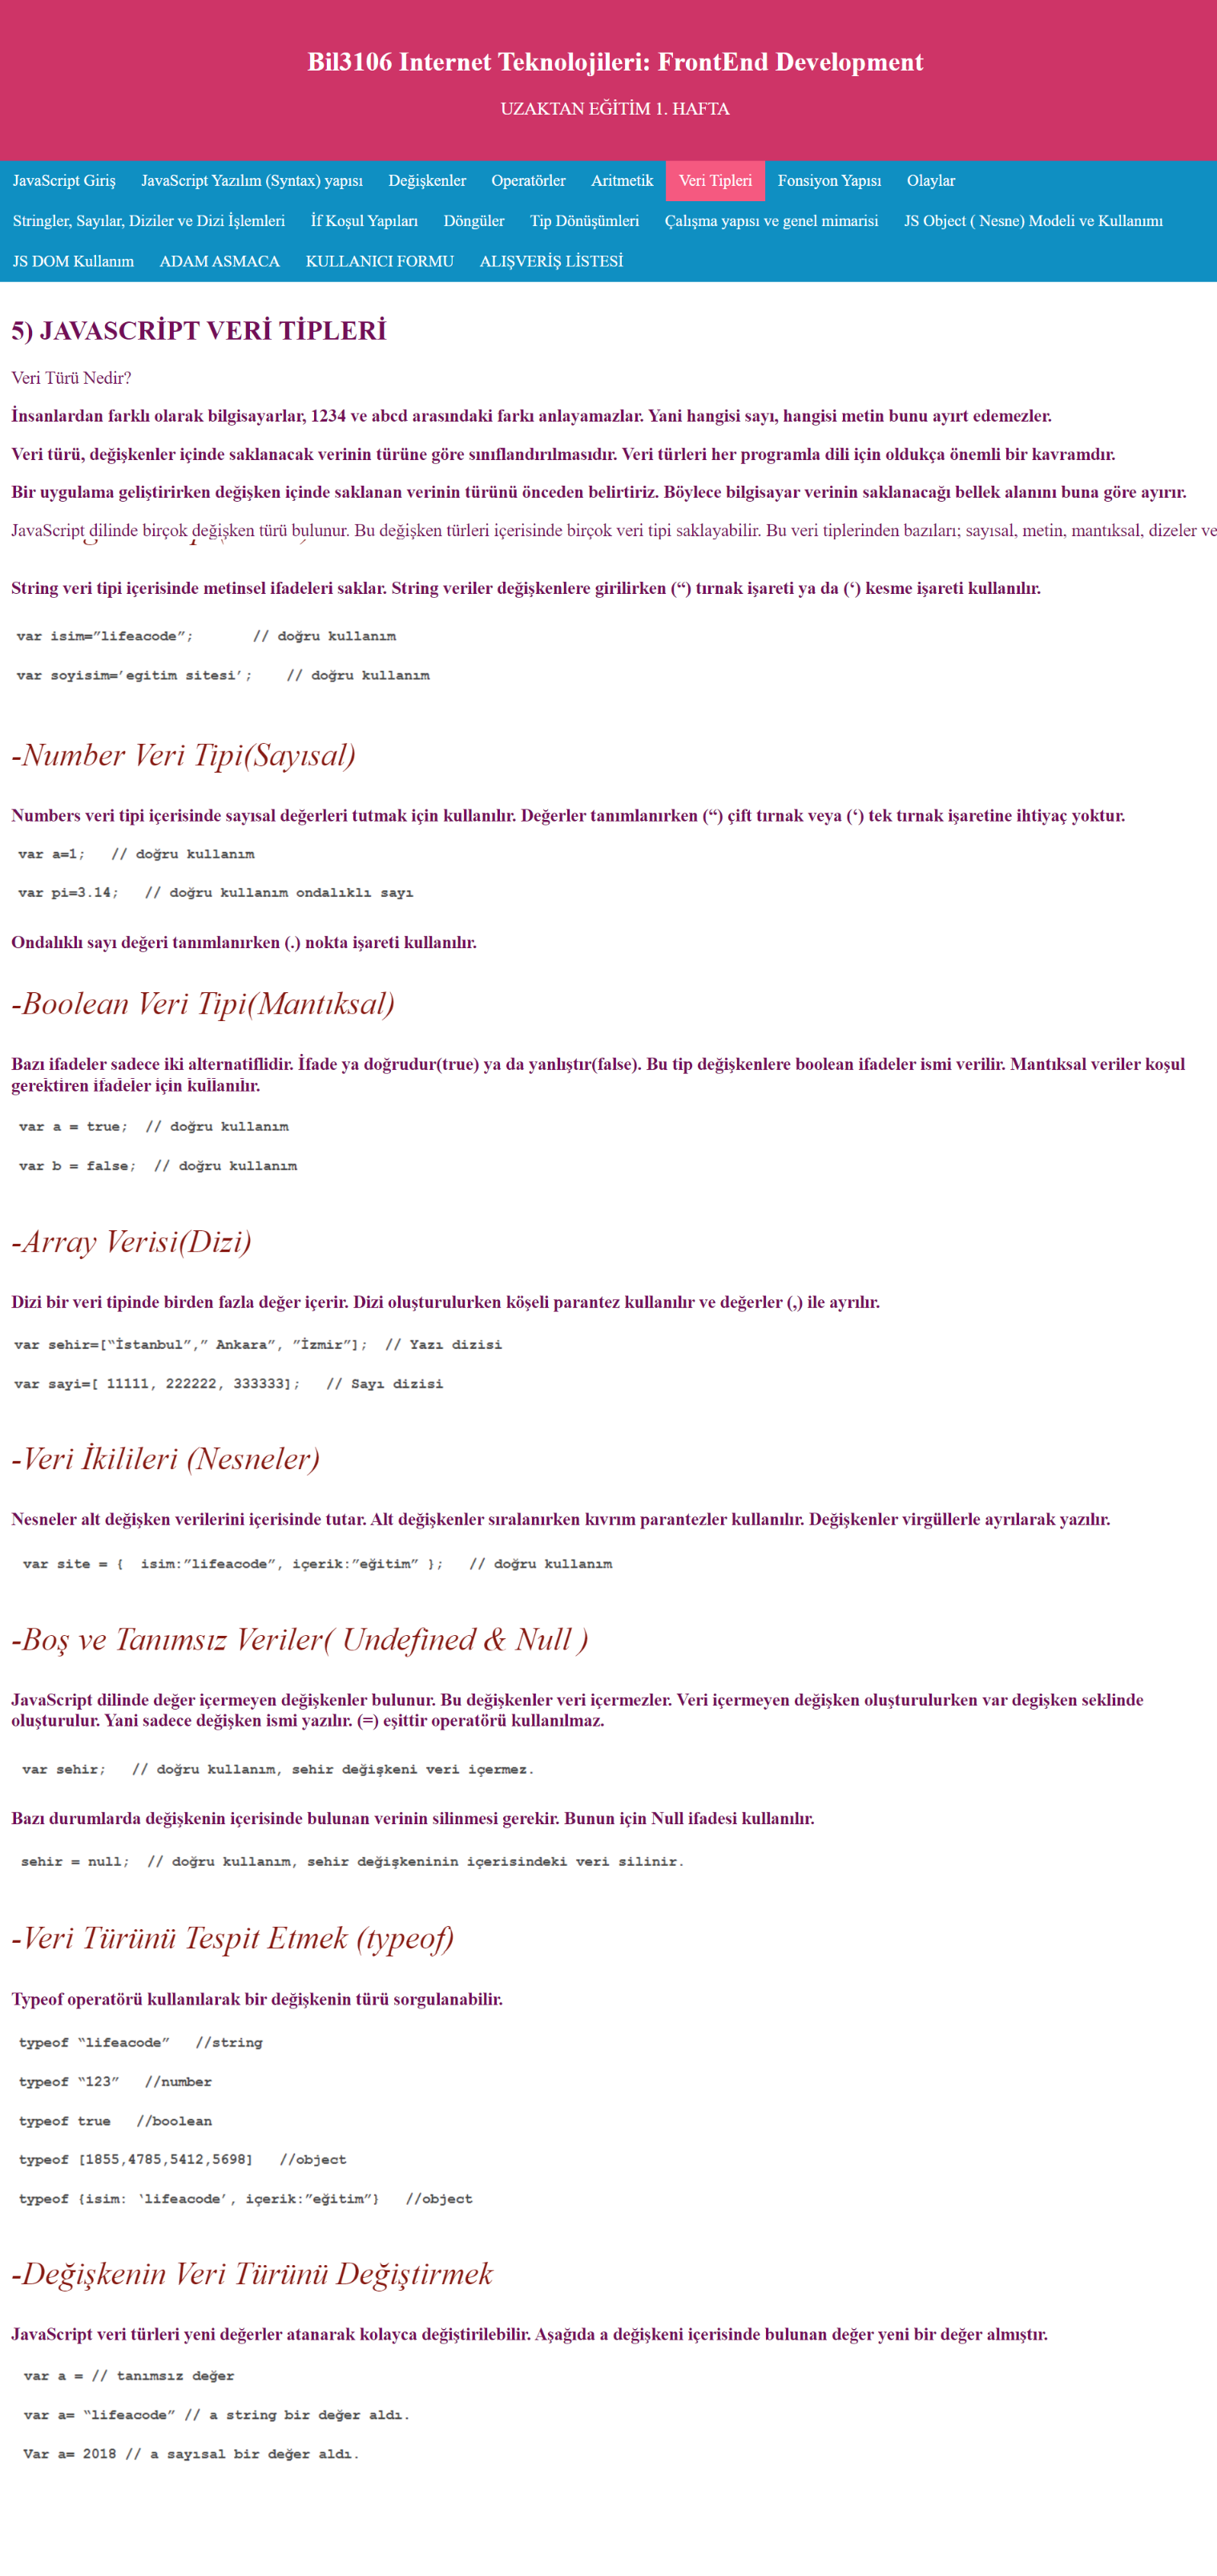 Bil3106 Internet Teknolojileri: FrontEnd Development
UZAKTAN EĞİTİM 1. HAFTA
JavaScript Giriş JavaScript Yazılım (Syntax) yapısı Değişkenler Operatörler Aritmetik Veri Tipleri Fonsiyon Yapısı Olaylar
Stringler, Sayılar, Diziler ve Dizi İşlemleri İf Koşul Yapıları Döngüler Tip Dönüşümleri Çalışma yapısı ve genel mimarisi JS Object ( Nesne) Modeli ve Kullanımı
JS DOM Kullanım ADAM ASMACA KULLANICI FORMU ALIŞVERİŞ LİSTESİ
5) JAVASCRİPT VERİ TİPLERİ
Veri Türü Nedir?
İnsanlardan farklı olarak bilgisayarlar, 1234 ve abcd arasındaki farkı anlayamazlar. Yani hangisi sayı, hangisi metin bunu ayırt edemezler.
Veri türü, değişkenler içinde saklanacak verinin türüne göre sınıflandırılmasıdır. Veri türleri her programla dili için oldukça önemli bir kavramdır.
Bir uygulama geliştirirken değişken içinde saklanan verinin türünü önceden belirtiriz. Böylece bilgisayar verinin saklanacağı bellek alanını buna göre ayırır.
JavaScript dilinde birçok değişken türü bulunur. Bu değişken türleri içerisinde birçok veri tipi saklayabilir. Bu veri tiplerinden bazıları; sayısal, metin, mantıksal, dizeler ve
String veri tipi içerisinde metinsel ifadeleri saklar. String veriler değişkenlere girilirken (“) tırnak işareti ya da (‘) kesme işareti kullanılır.
var isim=”lifeacode”; // doğru kullanım
var soyisim=’egitim sitesi’; // doğru kullanım
-Number Veri Tipi(Sayısal)
Numbers veri tipi içerisinde sayısal değerleri tutmak için kullanılır. Değerler tanımlanırken (“) çift tırnak veya (‘) tek tırnak işaretine ihtiyaç yoktur.
var a=1; // doğru kullanım
var pi=3.14; // doğru kullanım ondalıklı sayı
Ondalıklı sayı değeri tanımlanırken (.) nokta işareti kullanılır.
-Boolean Veri Tipi(Mantıksal)
Bazı ifadeler sadece iki alternatiflidir. İfade ya doğrudur(true) ya da yanlıştır(false). Bu tip değişkenlere boolean ifadeler ismi verilir. Mantıksal veriler koşul
gerektiren ifadeler için kullanılır.
var a = true; // doğru kullanım
var b = false; // doğru kullanım
-Array Verisi(Dizi)
Dizi bir veri tipinde birden fazla değer içerir. Dizi oluşturulurken köşeli parantez kullanılır ve değerler (,) ile ayrılır.
var sehir=[“İstanbul”,” Ankara”, ”İzmir”]; // Yazı dizisi
var sayi=[ 11111, 222222, 333333]; // Sayı dizisi
-Veri İkilileri (Nesneler)
Nesneler alt değişken verilerini içerisinde tutar. Alt değişkenler sıralanırken kıvrım parantezler kullanılır. Değişkenler virgüllerle ayrılarak yazılır.
var site = { isim:”lifeacode”, içerik:”eğitim” }; // doğru kullanım
-Boş ve Tanımsız Veriler( Undefined & Null )
JavaScript dilinde değer içermeyen değişkenler bulunur. Bu değişkenler veri içermezler. Veri içermeyen değişken oluşturulurken var degişken seklinde
oluşturulur. Yani sadece değişken ismi yazılır. (=) eşittir operatörü kullanılmaz.
var sehir; // doğru kullanım, sehir değişkeni veri içermez.
Bazı durumlarda değişkenin içerisinde bulunan verinin silinmesi gerekir. Bunun için Null ifadesi kullanılır.
sehir = null; // doğru kullanım, sehir değişkeninin içerisindeki veri silinir.
-Veri Türünü Tespit Etmek (typeof)
Typeof operatörü kullanılarak bir değişkenin türü sorgulanabilir.
typeof “lifeacode” //string
typeof “123” //number
typeof true //boolean
typeof [1855,4785,5412,5698] //object
typeof {isim: ‘lifeacode’, içerik:”eğitim”} //object
-Değişkenin Veri Türünü Değiştirmek
JavaScript veri türleri yeni değerler atanarak kolayca değiştirilebilir. Aşağıda a değişkeni içerisinde bulunan değer yeni bir değer almıştır.
var a = // tanımsız değer
var a= “lifeacode” // a string bir değer aldı.
Var a= 2018 // a sayısal bir değer aldı.